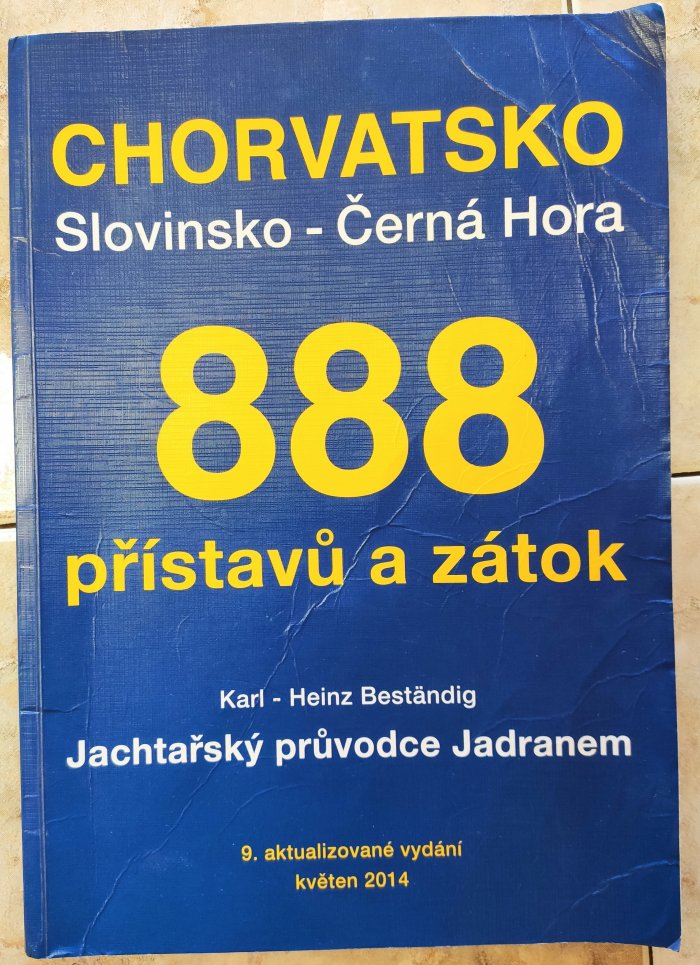 CHORVATSKO
Slovinsko - Černá Hora
888
přístavů a zátok
Karl - Heinz Beständig
Jachtařský průvodce Jadranem
9. aktualizované vydání
květen 2014